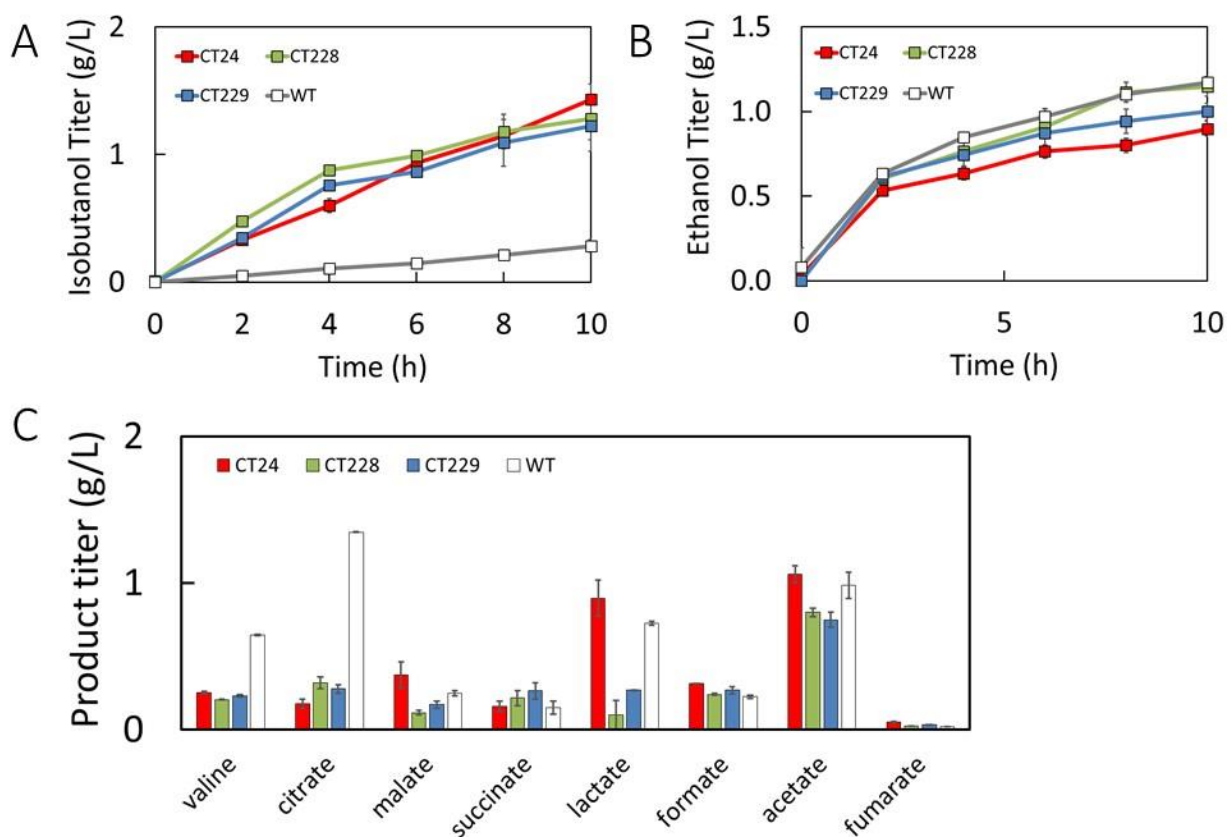 A
Isobutanol Titer (g/L)
2
1
0
CT24 CT228
CT229 WT
0 2 4 6 8 10
Time (h)
B
Ethanol Titer (g/L)
1.5
1.0
0.5
0.0
CT24 CT228
CT229 WT
0 5 10
Time (h)
C
Product titer (g/L)
2
1
0
CT24 CT228 CT229 WT
valine citrate malate succinate lactate formate acetate fumarate